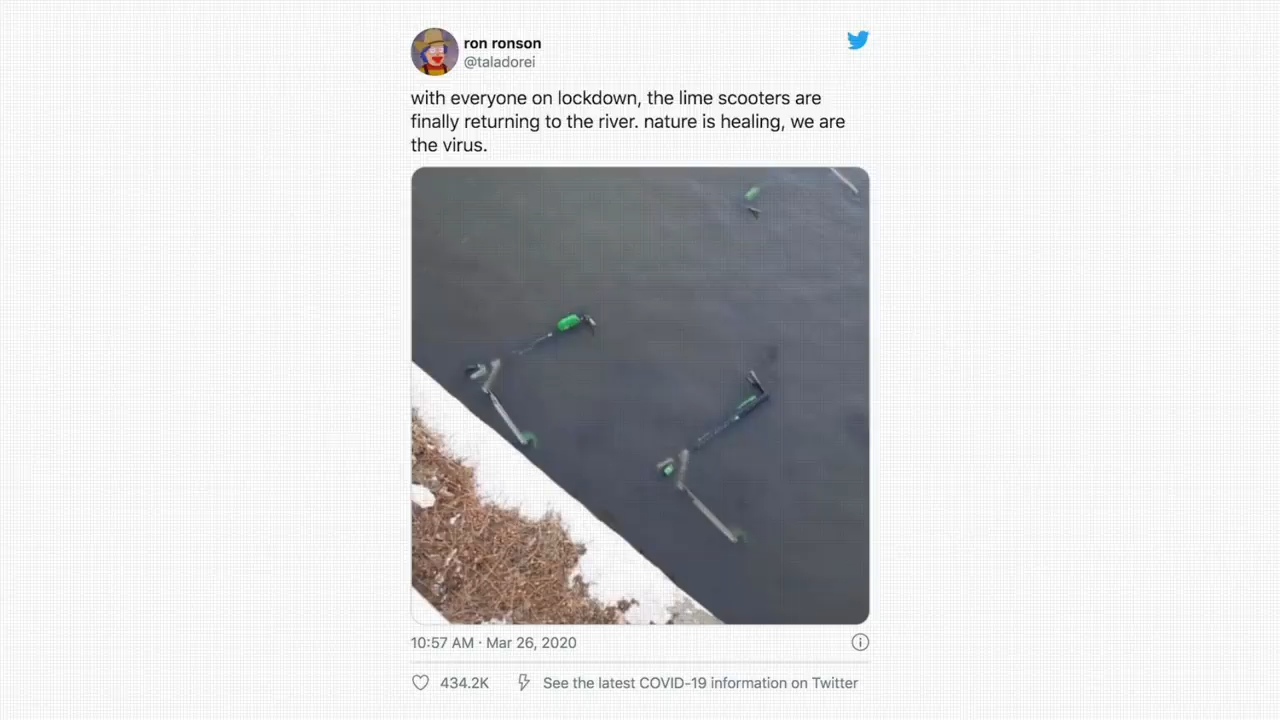 ron ronson
@taladorei
with everyone on lockdown, the lime scooters are
finally returning to the river. nature is healing, we are
the virus.
10:57 AM · Mar 26, 2020
434.2K
See the latest COVID-19 information on Twitter